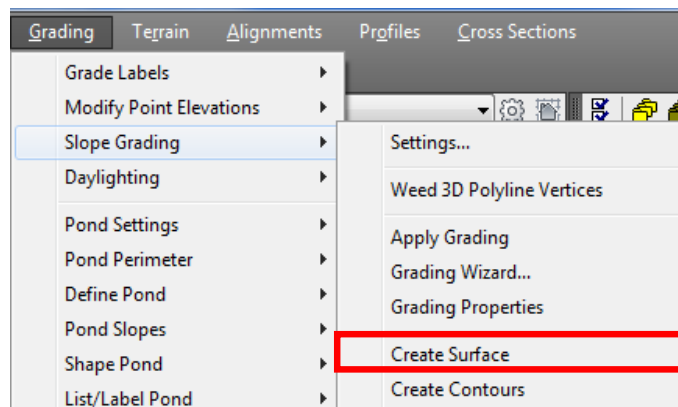 Grading Terrain Alignments Profiles Cross Sections
Grade Labels
Modify Point Elevations
Slope Grading
Daylighting
Pond Settings
Pond Perimeter
Define Pond
Pond Slopes
Shape Pond
List/Label Pond
Settings...
Weed 3D Polyline Vertices
Apply Grading
Grading Wizard...
Grading Properties
Create Surface
Create Contours